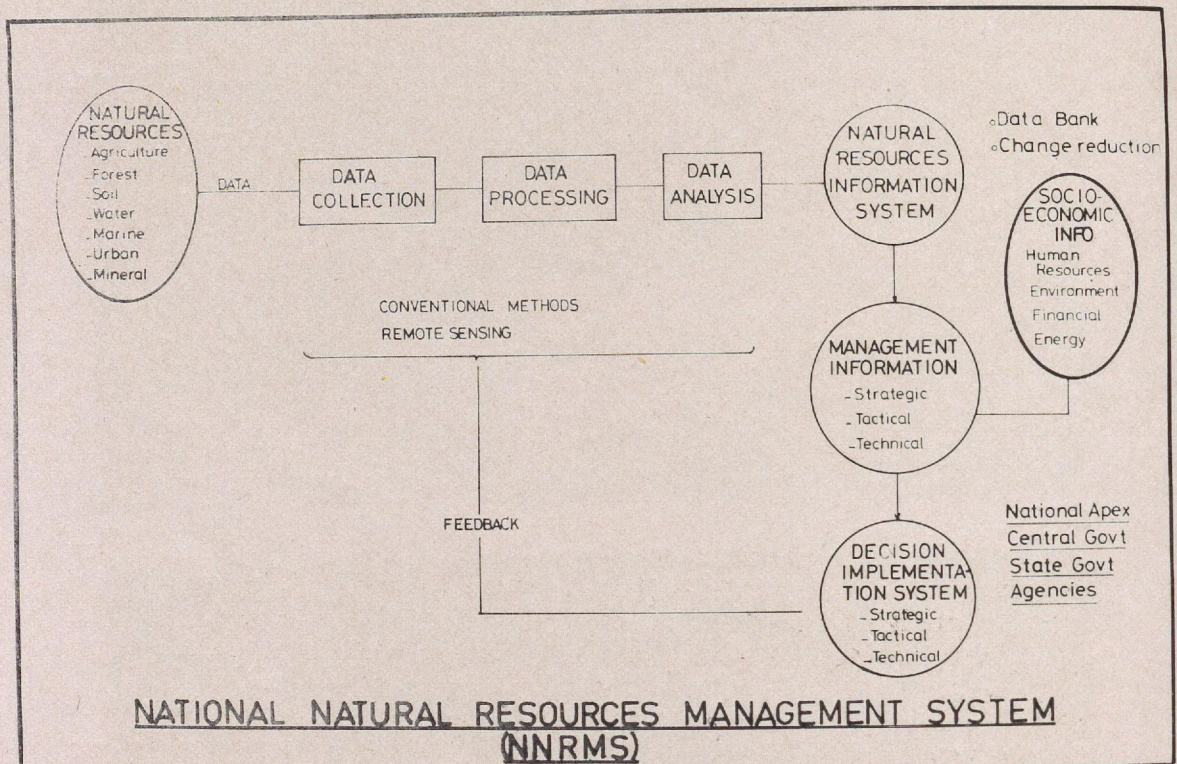 NATURAL
RESOURCES
-Agriculture
-Forest
-Soil
-Water
-Marine
-Urban
-Mineral
DATA
DATA
COLLECTION
DATA
PROCESSING
DATA
ANALYSIS
NATURAL
RESOURCES
INFORMATION
SYSTEM
Data Bank
Change reduction
SOCIO-
ECONOMIC
INFO
Human
Resources
Environment
Financial
Energy
CONVENTIONAL METHODS
REMOTE SENSING
MANAGEMENT
INFORMATION
-Strategic
-Tactical
-Technical
FEEDBACK
DECISION
IMPLEMENTA-
TION SYSTEM
-Strategic
-Tactical
-Technical
National Apex
Central Govt
State Govt
Agencies
NATIONAL NATURAL RESOURCES MANAGEMENT SYSTEM
(NNRMS)